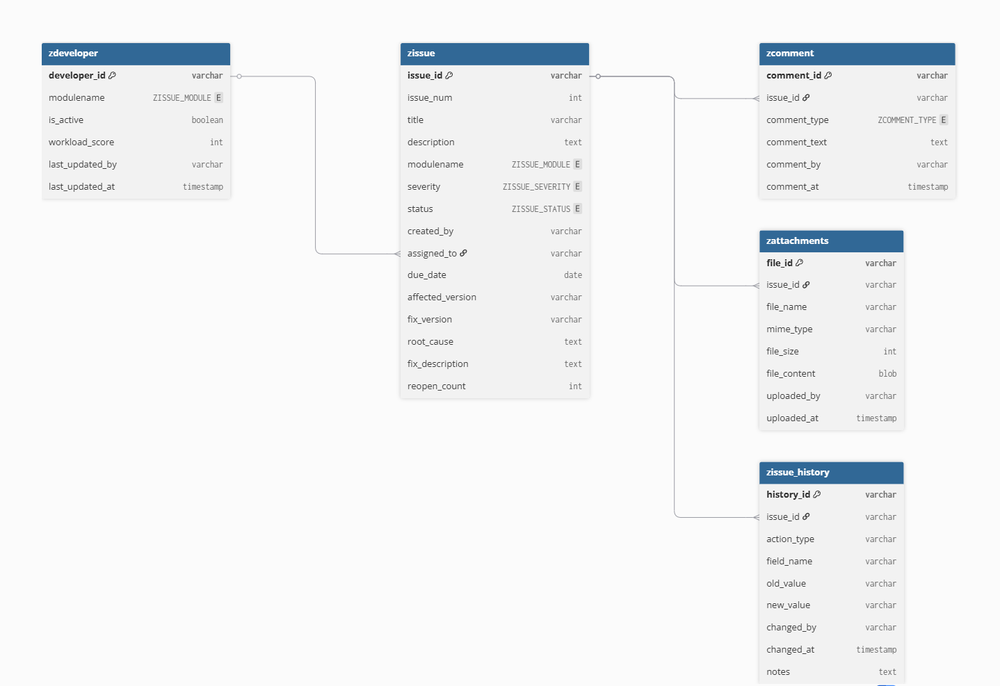 zdeveloper
developer_id varchar
modulename ZISSUE_MODULE E
is_active boolean
workload_score int
last_updated_by varchar
last_updated_at timestamp
zissue
issue_id varchar
issue_num int
title varchar
description text
modulename ZISSUE_MODULE E
severity ZISSUE_SEVERITY E
status ZISSUE_STATUS E
created_by varchar
assigned_to varchar
due_date date
affected_version varchar
fix_version varchar
root_cause text
fix_description text
reopen_count int
zcomment
comment_id varchar
issue_id varchar
comment_type ZCOMMENT_TYPE E
comment_text text
comment_by varchar
comment_at timestamp
zattachments
file_id varchar
issue_id varchar
file_name varchar
mime_type varchar
file_size int
file_content blob
uploaded_by varchar
uploaded_at timestamp
zissue_history
history_id varchar
issue_id varchar
action_type varchar
field_name varchar
old_value varchar
new_value varchar
changed_by varchar
changed_at timestamp
notes text